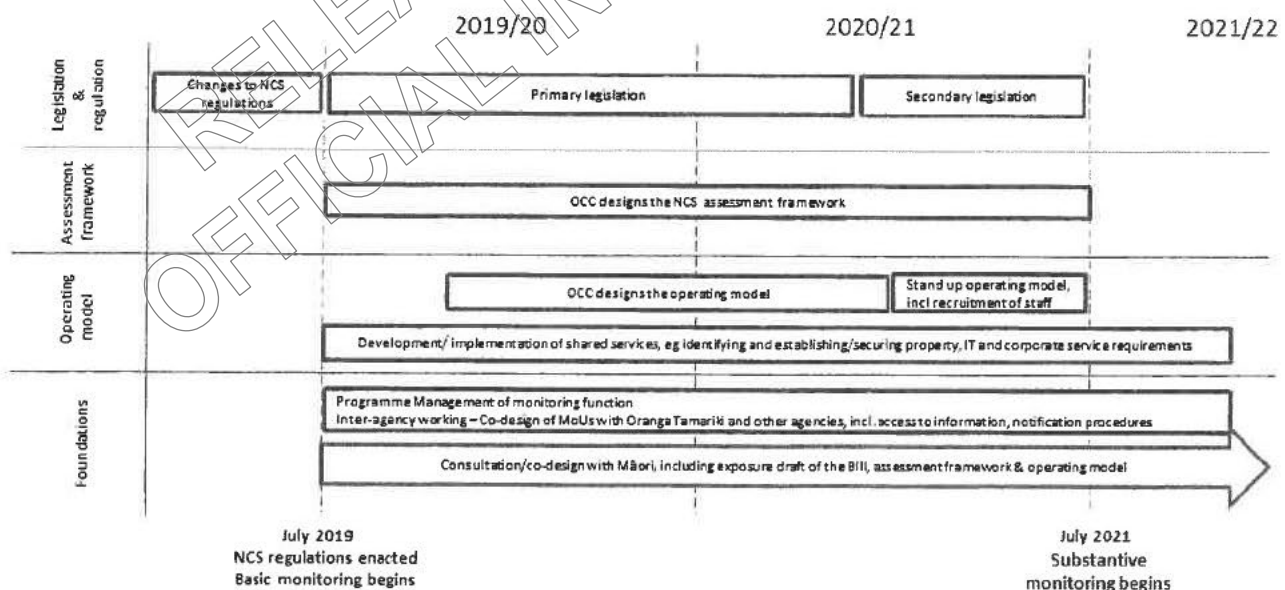 2019/20 2020/21 2021/22
Legislation
&
regulation
Changes to NCS
regulations
Primary legislation
Secondary legislation
Assessment
framework
OCC designs the NCS assessment framework
Operating
model
OCC designs the operating model
Stand up operating model,
incl recruitment of staff
Development/ implementation of shared services, eg identifying and establishing/securing property, IT and corporate service requirements
Foundations
Programme Management of monitoring function
Inter-agency working – Co-design of MoUs with Oranga Tamariki and other agencies, incl. access to information, notification procedures
Consultation/co-design with Māori, including exposure draft of the Bill, assessment framework & operating model
July 2019
NCS regulations enacted
Basic monitoring begins
July 2021
Substantive
monitoring begins
OFFICIAL